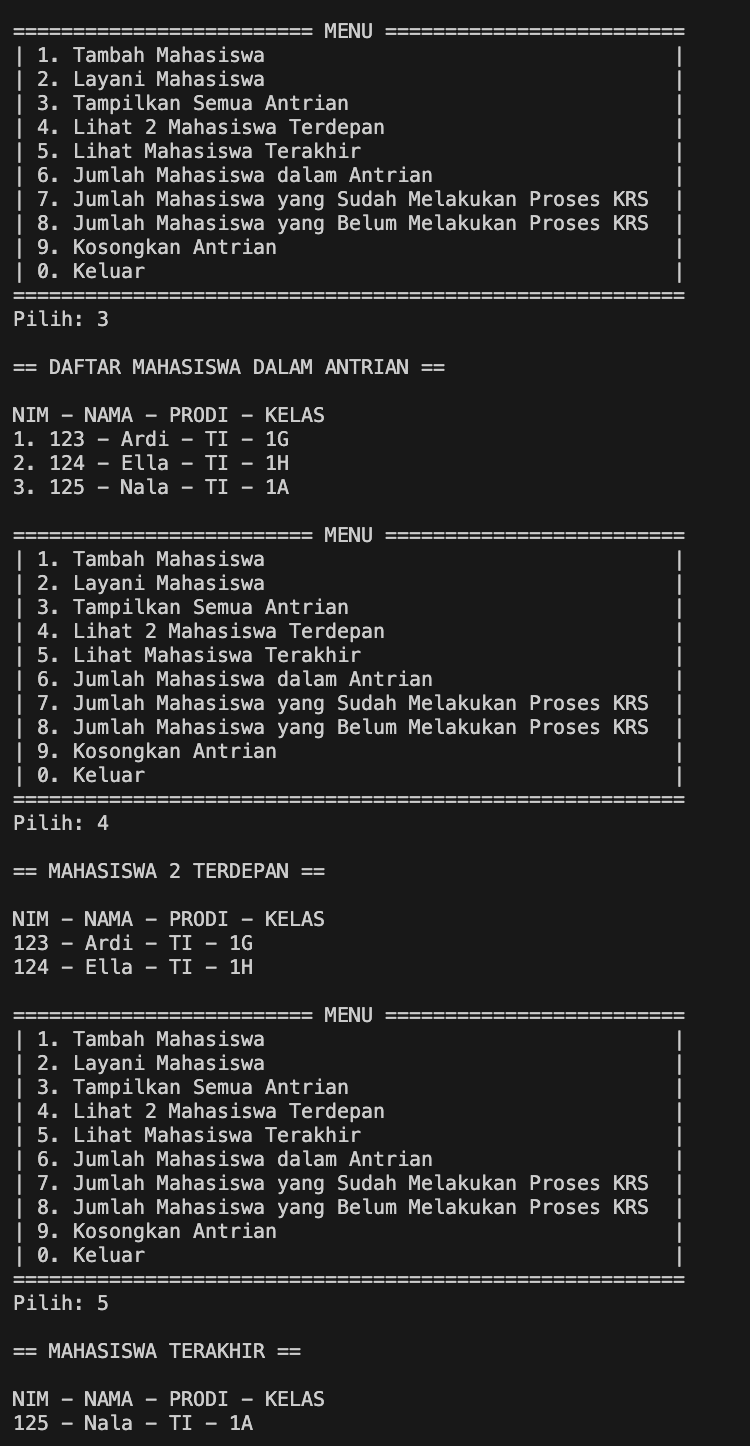 ========================= MENU =========================
| 1. Tambah Mahasiswa                                  |
| 2. Layani Mahasiswa                                  |
| 3. Tampilkan Semua Antrian                           |
| 4. Lihat 2 Mahasiswa Terdepan                        |
| 5. Lihat Mahasiswa Terakhir                          |
| 6. Jumlah Mahasiswa dalam Antrian                    |
| 7. Jumlah Mahasiswa yang Sudah Melakukan Proses KRS  |
| 8. Jumlah Mahasiswa yang Belum Melakukan Proses KRS  |
| 9. Kosongkan Antrian                                 |
| 0. Keluar                                            |
========================================================
Pilih: 3

== DAFTAR MAHASISWA DALAM ANTRIAN ==

NIM - NAMA - PRODI - KELAS
1. 123 - Ardi - TI - 1G
2. 124 - Ella - TI - 1H
3. 125 - Nala - TI - 1A

========================= MENU =========================
| 1. Tambah Mahasiswa                                  |
| 2. Layani Mahasiswa                                  |
| 3. Tampilkan Semua Antrian                           |
| 4. Lihat 2 Mahasiswa Terdepan                        |
| 5. Lihat Mahasiswa Terakhir                          |
| 6. Jumlah Mahasiswa dalam Antrian                    |
| 7. Jumlah Mahasiswa yang Sudah Melakukan Proses KRS  |
| 8. Jumlah Mahasiswa yang Belum Melakukan Proses KRS  |
| 9. Kosongkan Antrian                                 |
| 0. Keluar                                            |
========================================================
Pilih: 4

== MAHASISWA 2 TERDEPAN ==

NIM - NAMA - PRODI - KELAS
123 - Ardi - TI - 1G
124 - Ella - TI - 1H

========================= MENU =========================
| 1. Tambah Mahasiswa                                  |
| 2. Layani Mahasiswa                                  |
| 3. Tampilkan Semua Antrian                           |
| 4. Lihat 2 Mahasiswa Terdepan                        |
| 5. Lihat Mahasiswa Terakhir                          |
| 6. Jumlah Mahasiswa dalam Antrian                    |
| 7. Jumlah Mahasiswa yang Sudah Melakukan Proses KRS  |
| 8. Jumlah Mahasiswa yang Belum Melakukan Proses KRS  |
| 9. Kosongkan Antrian                                 |
| 0. Keluar                                            |
========================================================
Pilih: 5

== MAHASISWA TERAKHIR ==

NIM - NAMA - PRODI - KELAS
125 - Nala - TI - 1A